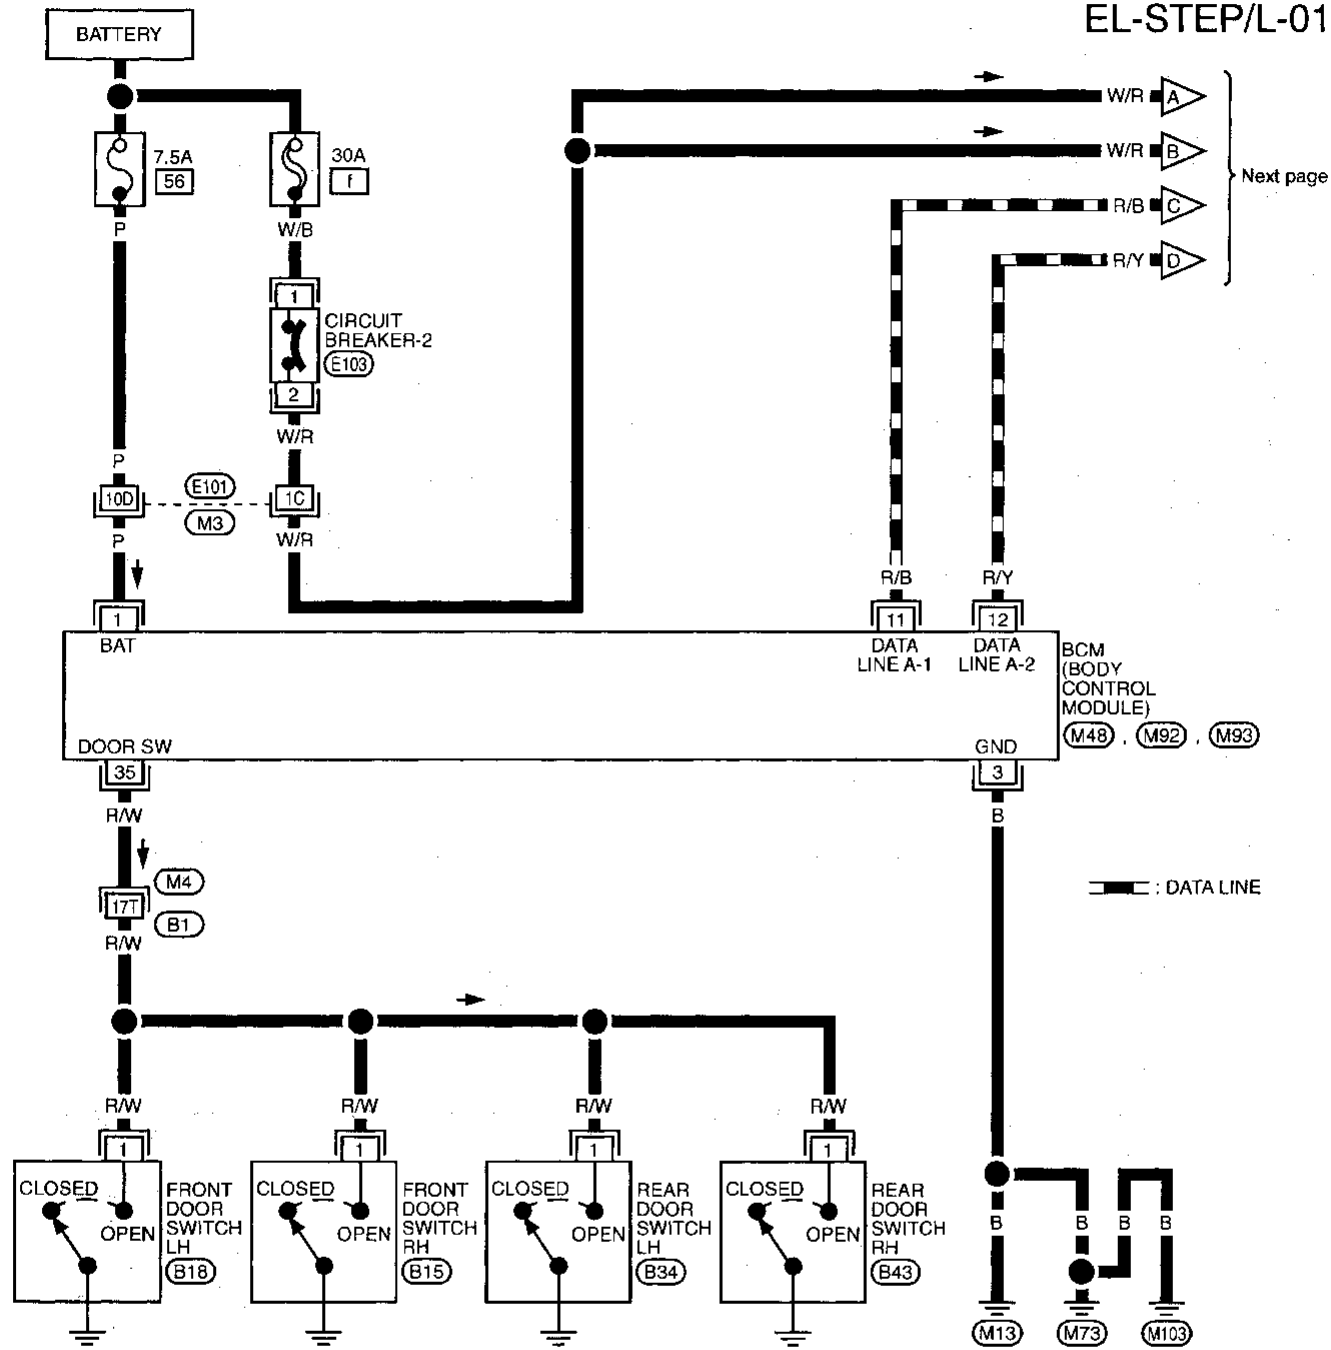 EL-STEP/L-01
BATTERY
7.5A
56
30A
f
W/R A
W/R B
R/B C
R/Y D
Next page
P
W/B
1
CIRCUIT
BREAKER-2
E103
2
W/R
P
10D
E101
M3
1C
P
W/R
R/B
R/Y
1
11
12
BAT
DATA
LINE A-1
DATA
LINE A-2
BCM
(BODY
CONTROL
MODULE)
M48 , M92 , M93
DOOR SW
GND
35
3
R/W
B
M4
17T
B1
R/W
: DATA LINE
R/W
R/W
R/W
R/W
1
1
1
1
CLOSED
OPEN
FRONT
DOOR
SWITCH
LH
B18
CLOSED
OPEN
FRONT
DOOR
SWITCH
RH
B15
CLOSED
OPEN
REAR
DOOR
SWITCH
LH
B34
CLOSED
OPEN
REAR
DOOR
SWITCH
RH
B43
B
B
B
B
M13
M73
M103